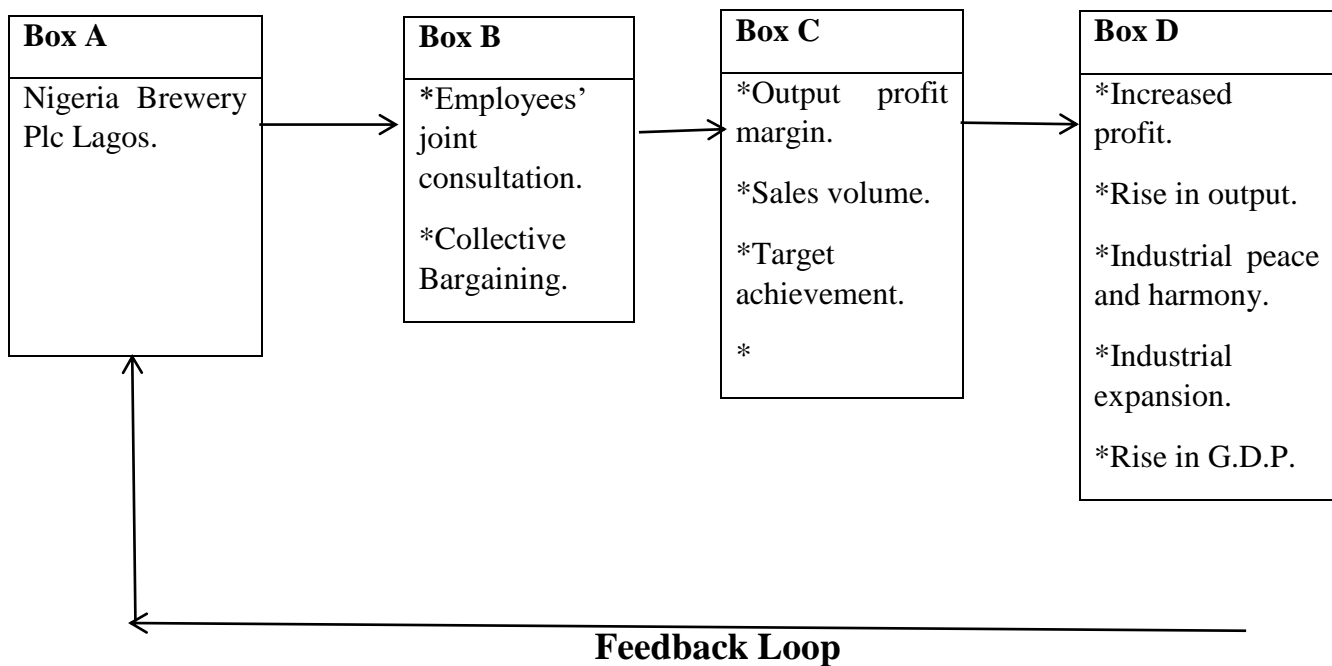 Box A
Nigeria Brewery
Plc Lagos.
Box B
*Employees’
joint
consultation.
*Collective
Bargaining.
Box C
*Output profit
margin.
*Sales volume.
*Target
achievement.
*
Box D
*Increased
profit.
*Rise in output.
*Industrial peace
and harmony.
*Industrial
expansion.
*Rise in G.D.P.
Feedback Loop